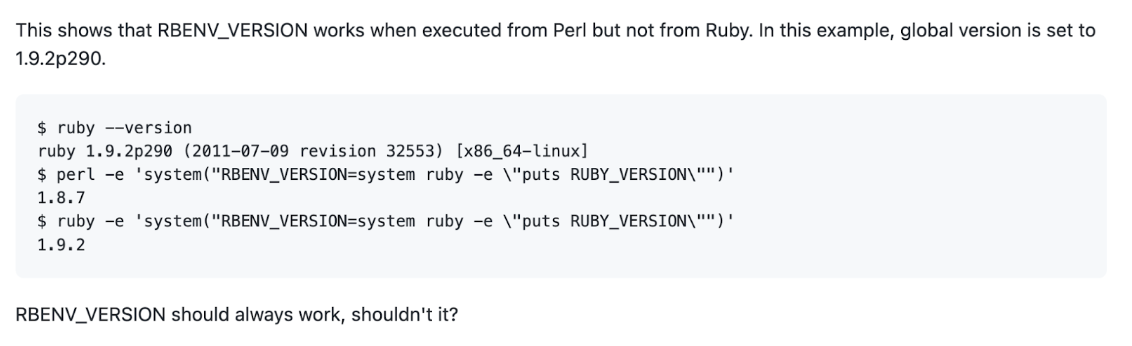 This shows that RBENV_VERSION works when executed from Perl but not from Ruby. In this example, global version is set to
1.9.2p290.
$ ruby --version
ruby 1.9.2p290 (2011-07-09 revision 32553) [x86_64-linux]
$ perl -e 'system("RBENV_VERSION=system ruby -e \"puts RUBY_VERSION\"")'
1.8.7
$ ruby -e 'system("RBENV_VERSION=system ruby -e \"puts RUBY_VERSION\"")'
1.9.2
RBENV_VERSION should always work, shouldn't it?